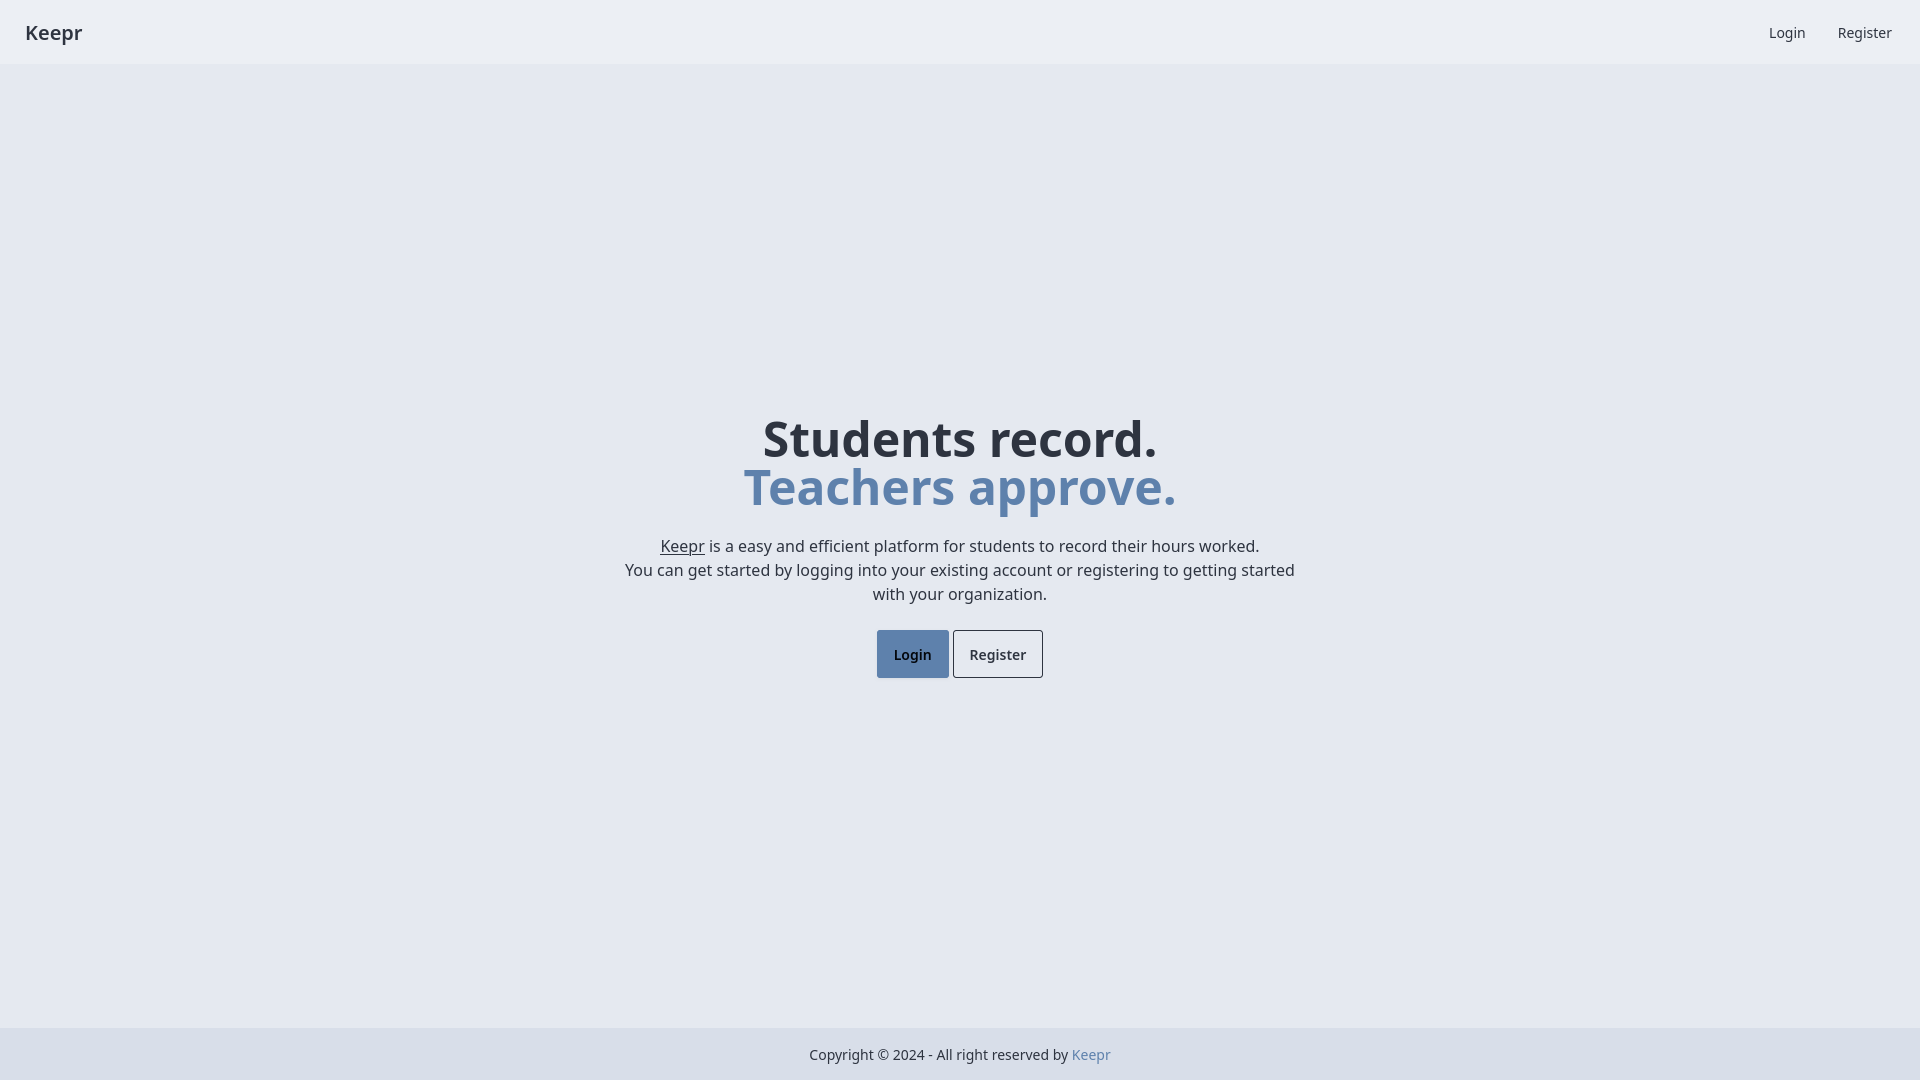 Keepr
Login
Register
Students record.
Teachers approve.
Keepr is a easy and efficient platform for students to record their hours worked.
You can get started by logging into your existing account or registering to getting started
with your organization.
Login
Register
Copyright © 2024 - All right reserved by Keepr